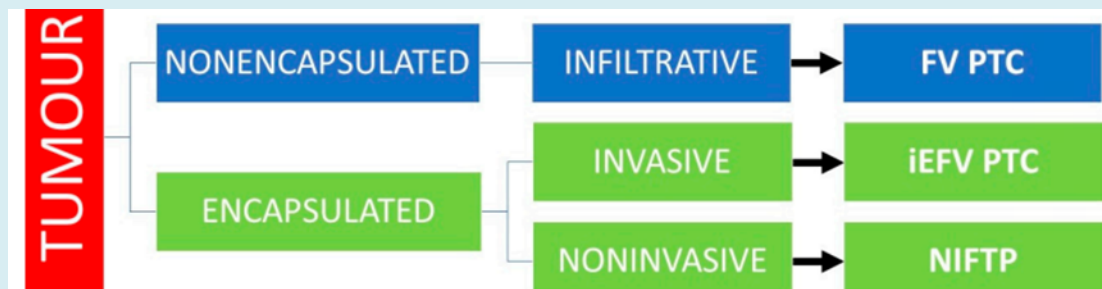 TUMOUR
NONENCAPSULATED
INFILTRATIVE
FV PTC
ENCAPSULATED
INVASIVE
iEFV PTC
NONINVASIVE
NIFTP